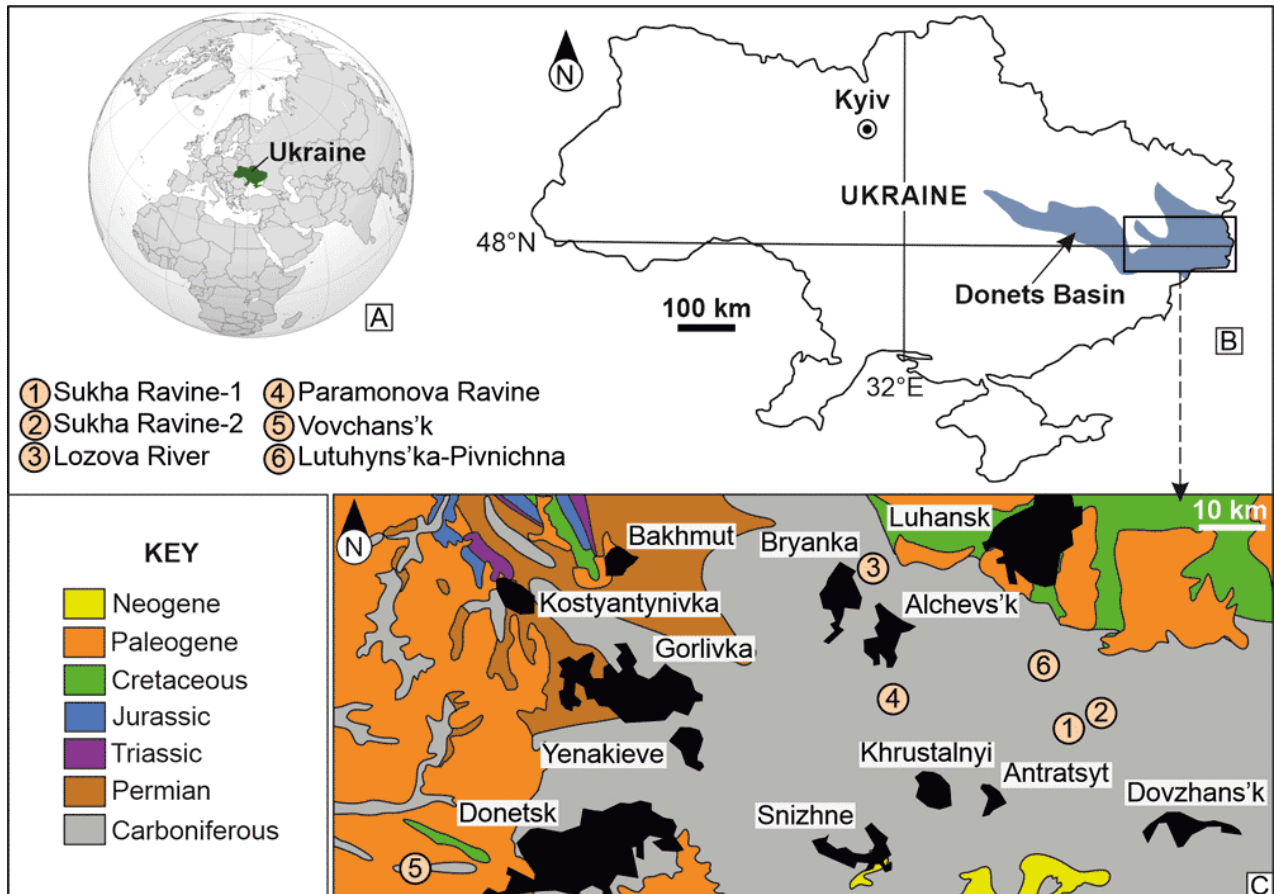 Ukraine
A
N
Kyiv
UKRAINE
48°N
Donets Basin
100 km
32°E
B
1 Sukha Ravine-1
2 Sukha Ravine-2
3 Lozova River
4 Paramonova Ravine
5 Vovchans’k
6 Lutuhyns’ka-Pivnichna
KEY
Neogene
Paleogene
Cretaceous
Jurassic
Triassic
Permian
Carboniferous
N
10 km
Luhansk
Bakhmut
Bryanka
3
Kostyantynivka
Alchevs’k
Gorlivka
6
4
2
1
Yenakieve
Khrustalnyi
Antratsyt
Dovzhans’k
Donetsk
Snizhne
5
C